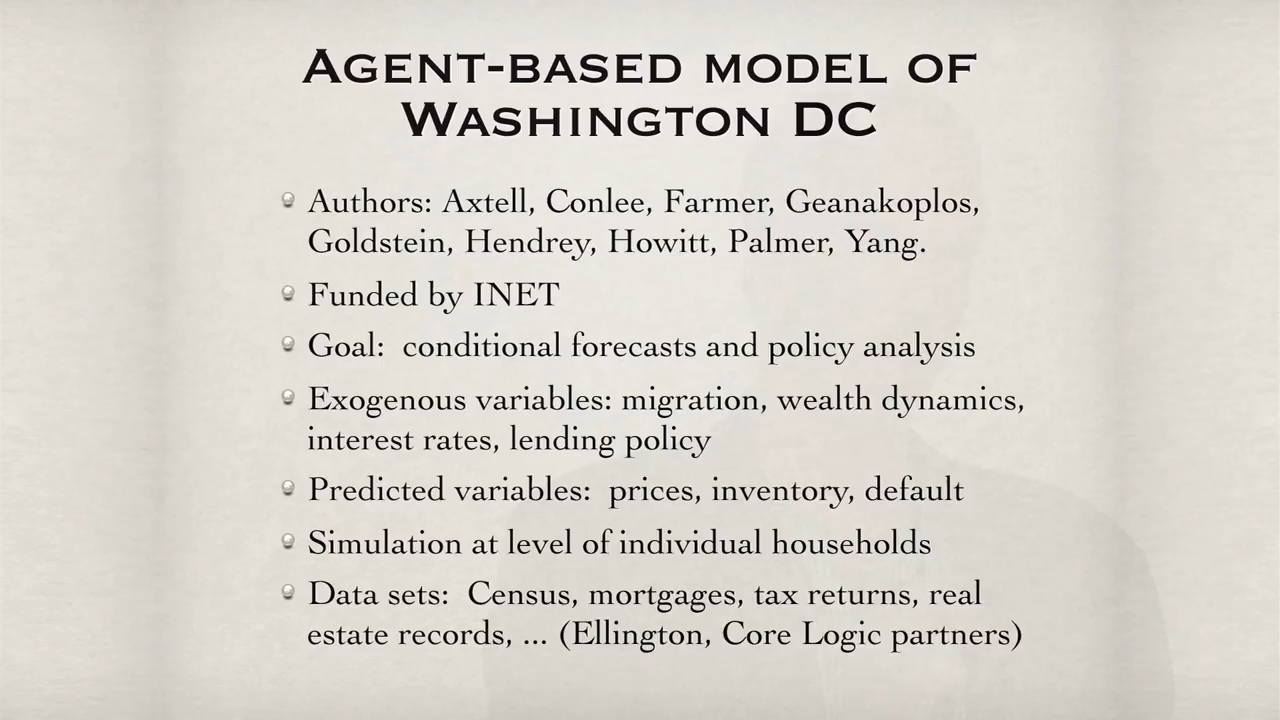 Agent-based model of
Washington DC
Authors: Axtell, Conlee, Farmer, Geanakoplos,
Goldstein, Hendrey, Howitt, Palmer, Yang.
Funded by INET
Goal:  conditional forecasts and policy analysis
Exogenous variables: migration, wealth dynamics,
interest rates, lending policy
Predicted variables:  prices, inventory, default
Simulation at level of individual households
Data sets:  Census, mortgages, tax returns, real
estate records, ... (Ellington, Core Logic partners)